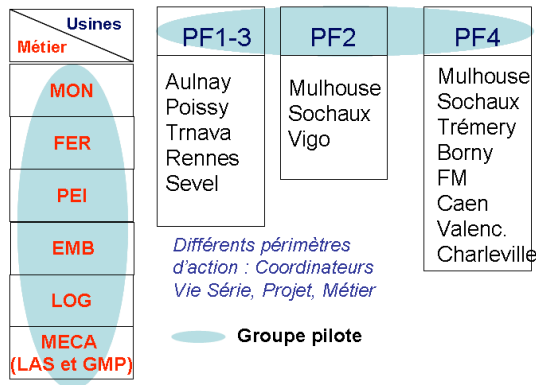 Usines
Métier
PF1-3
PF2
PF4
MON
FER
PEI
EMB
LOG
MECA
(LAS et GMP)
Aulnay
Poissy
Trnava
Rennes
Sevel
Mulhouse
Sochaux
Vigo
Mulhouse
Sochaux
Trémery
Borny
FM
Caen
Valenc.
Charleville
Différents périmètres
d'action : Coordinateurs
Vie Série, Projet, Métier
Groupe pilote